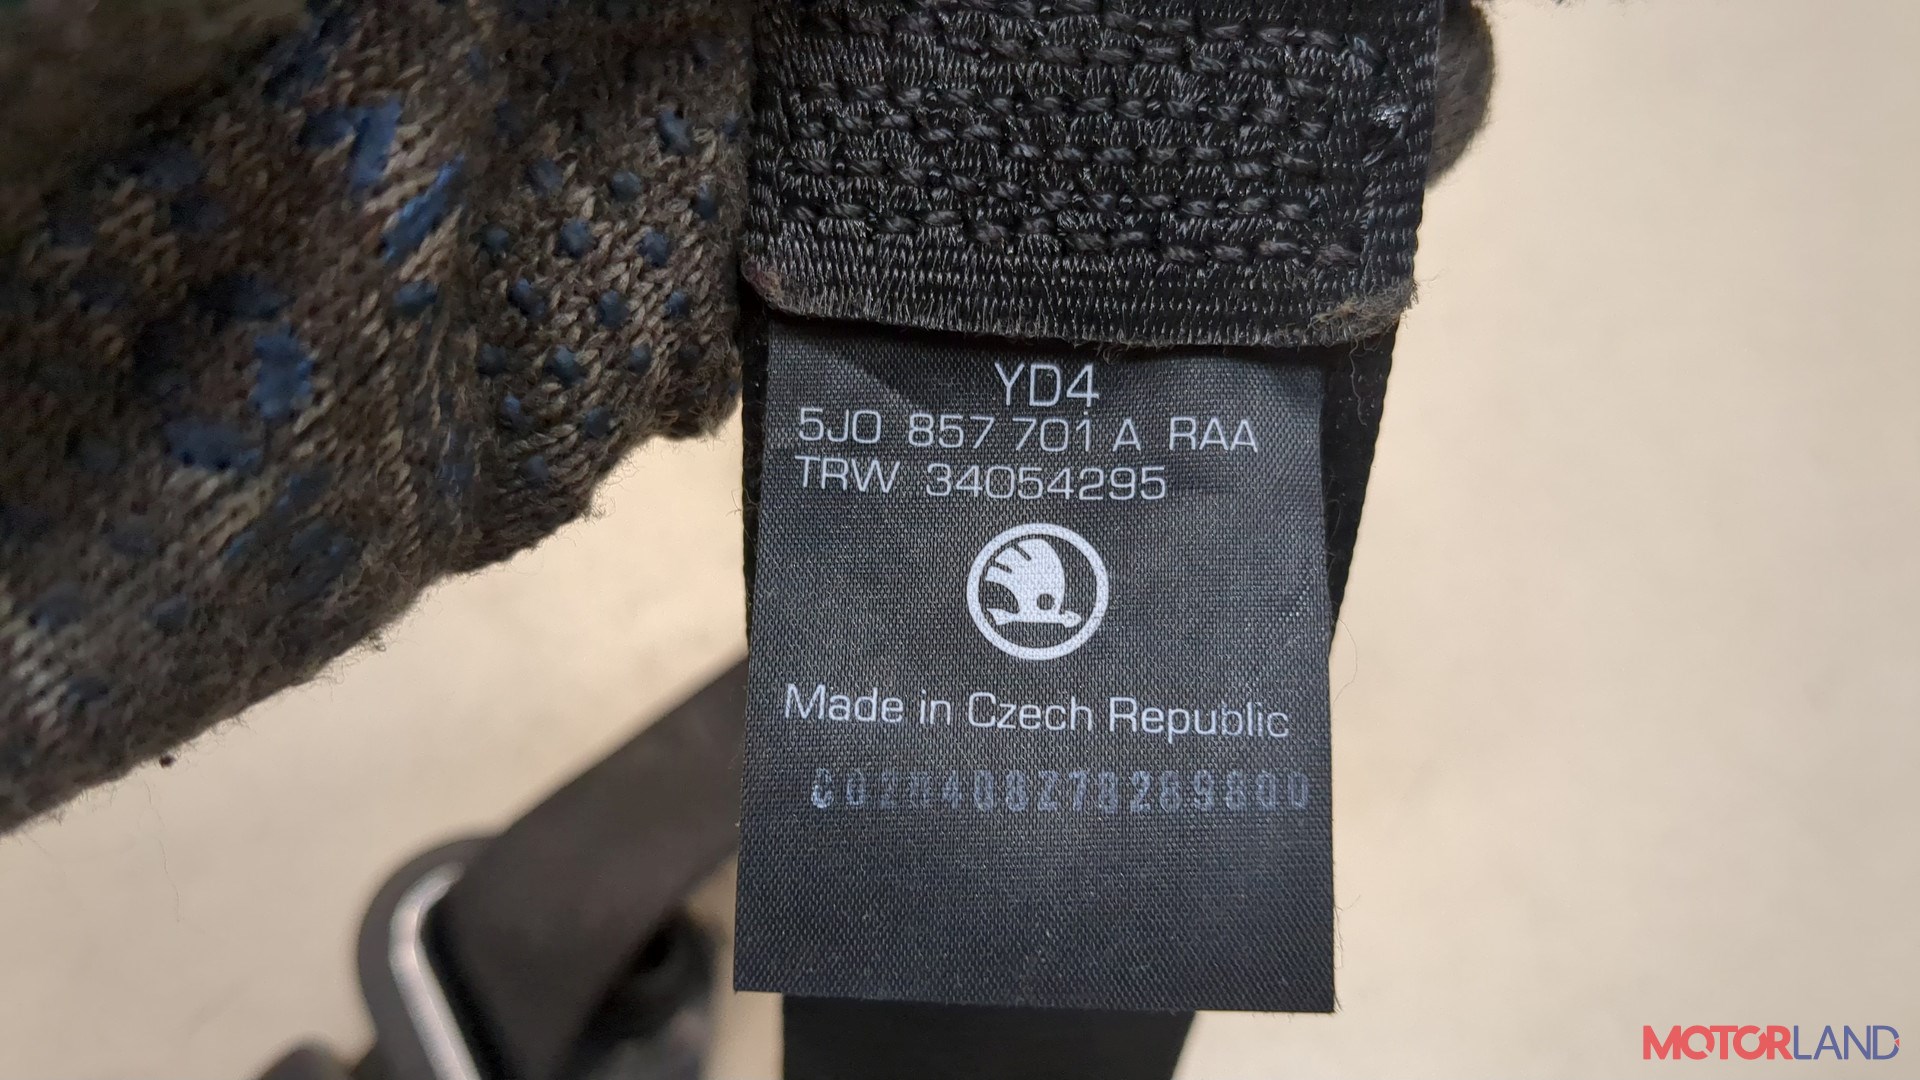 YD4
5J0 857 701 A RAA
TRW 34054295
Made in Czech Republic
MOTORLAND